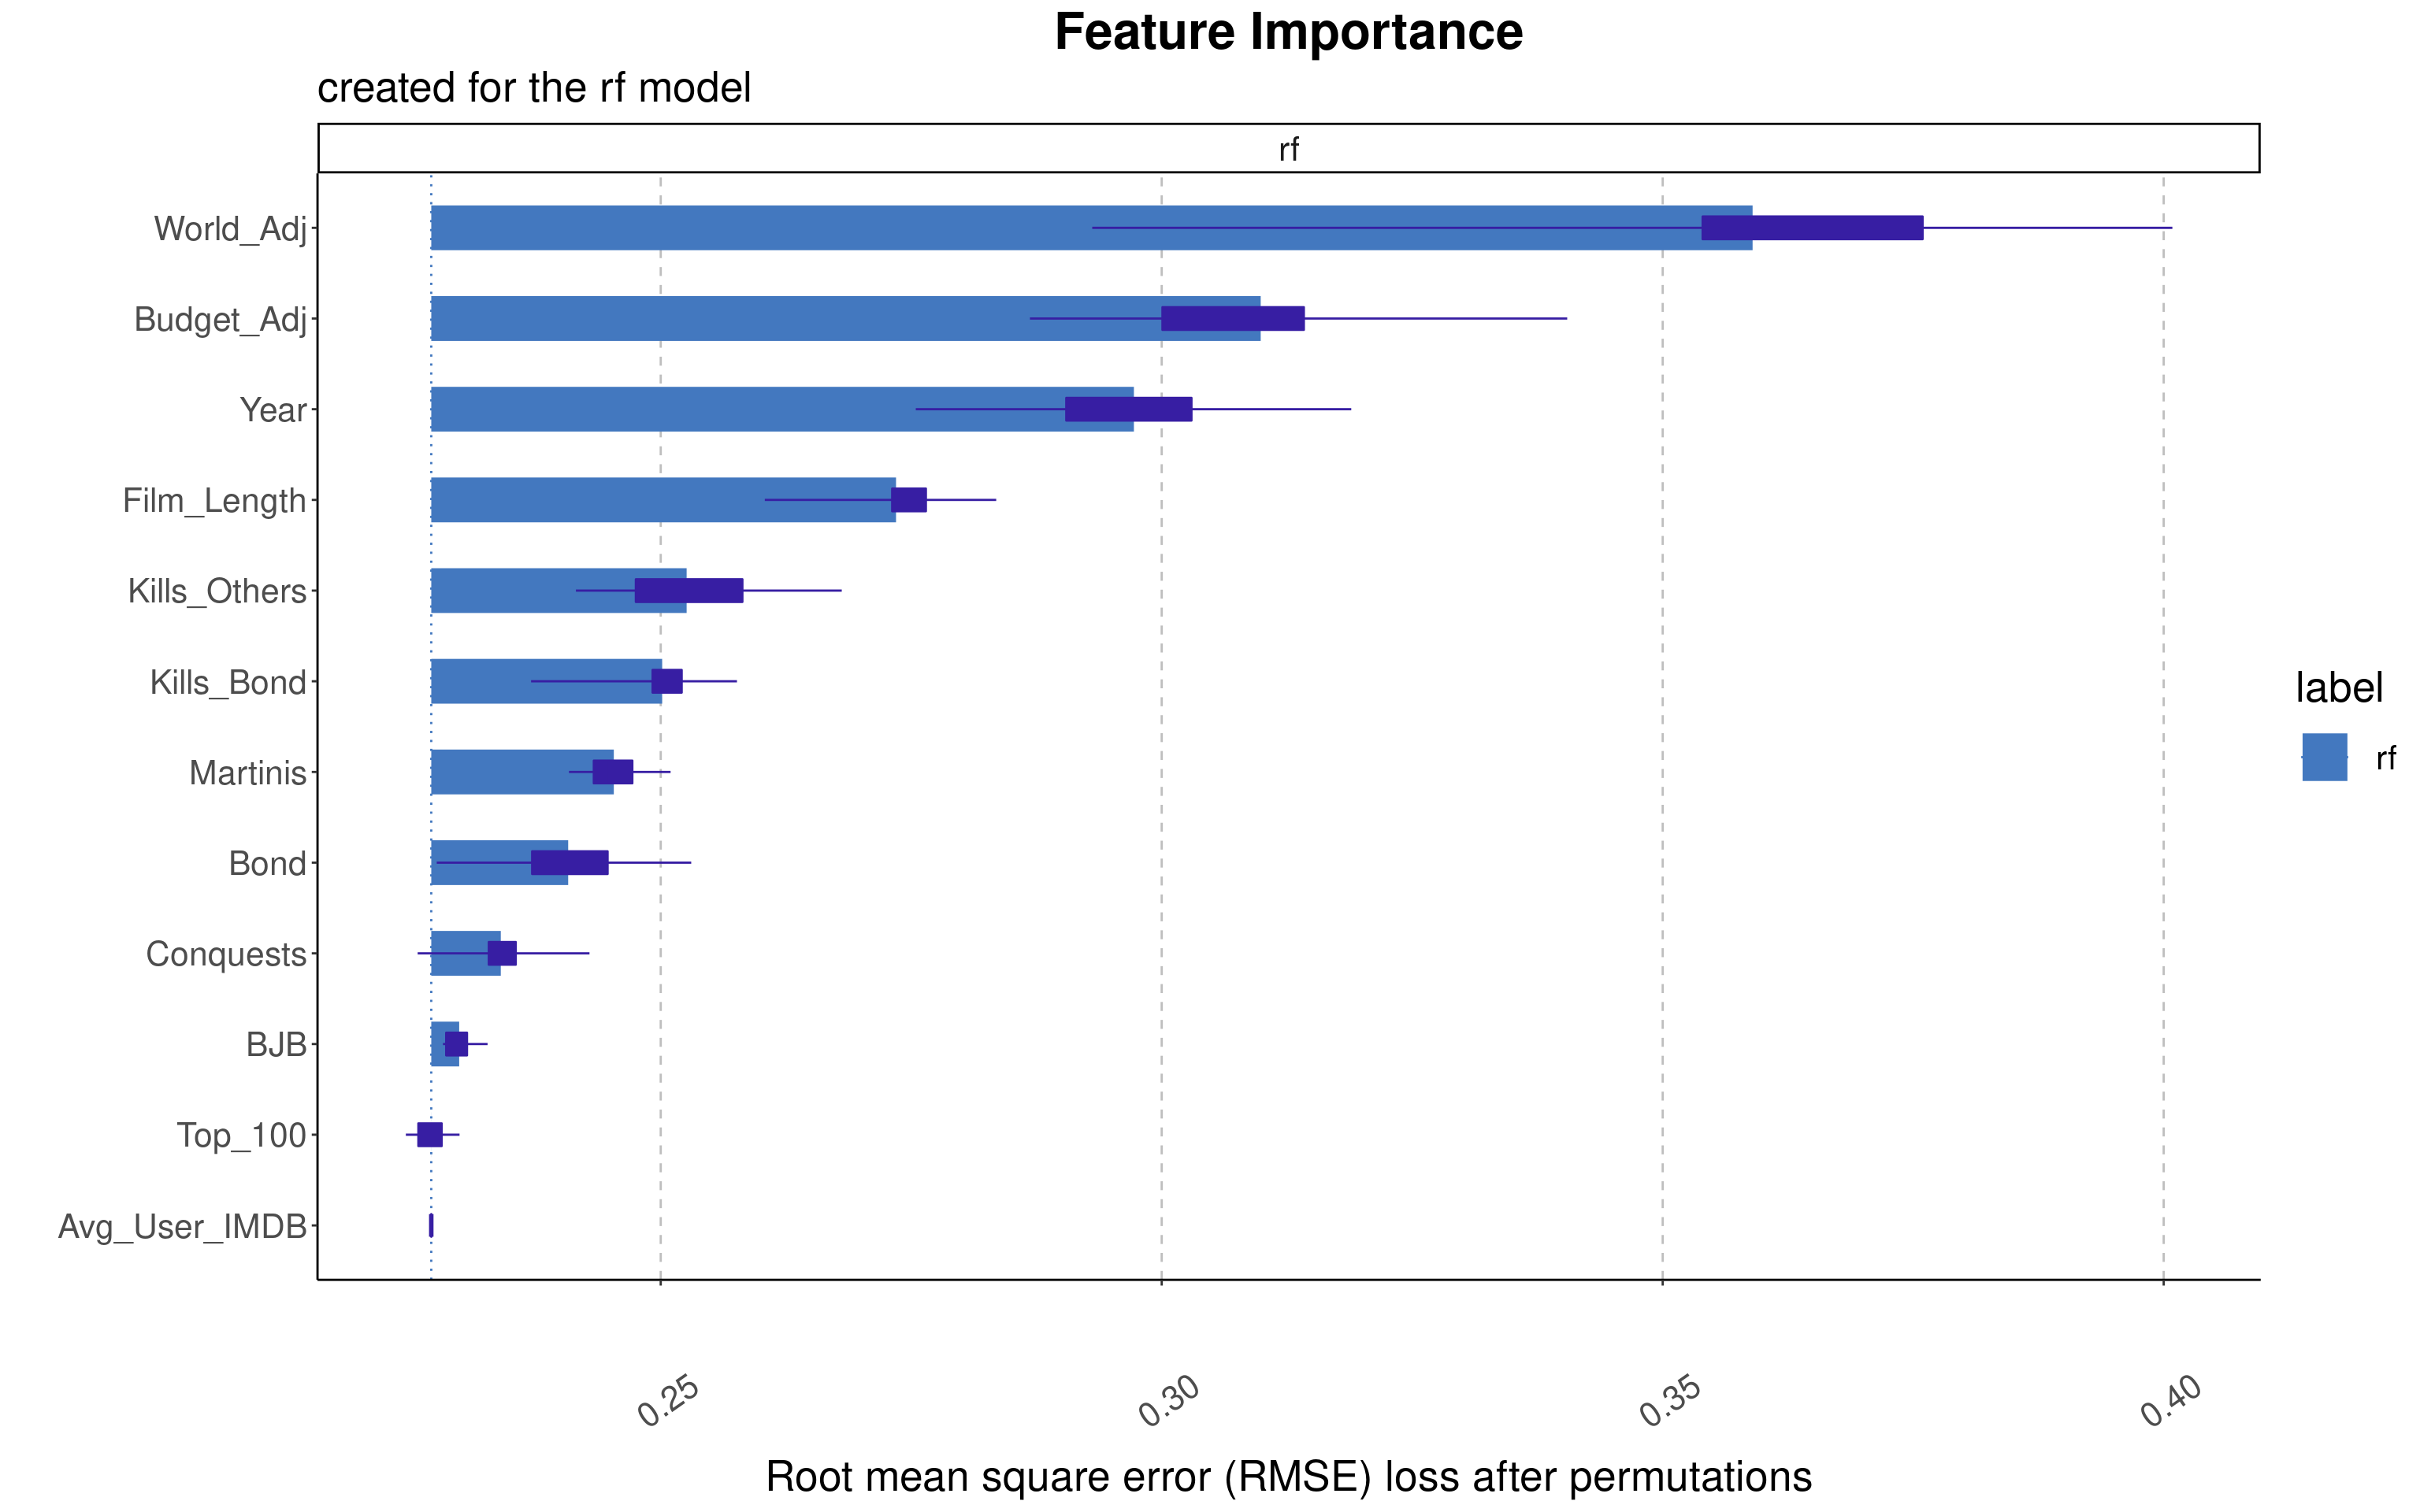 Feature Importance
created for the rf model
rf
World_Adj
Budget_Adj
Year
Film_Length
Kills_Others
Kills_Bond
Martinis
Bond
Conquests
BJB
Top_100
Avg_User_IMDB
label
rf
0.25 0.30 0.35 0.40
Root mean square error (RMSE) loss after permutations